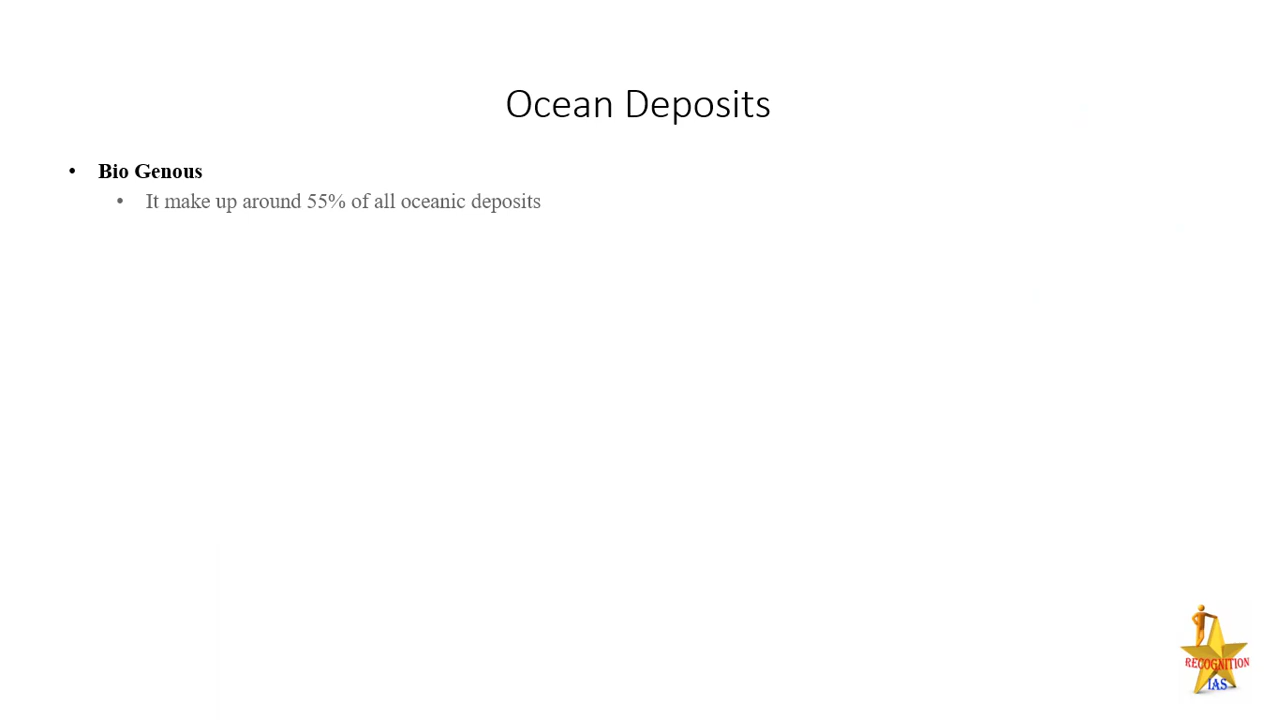 Ocean Deposits
• Bio Genous
• It make up around 55% of all oceanic deposits
RECOGNITION
IAS